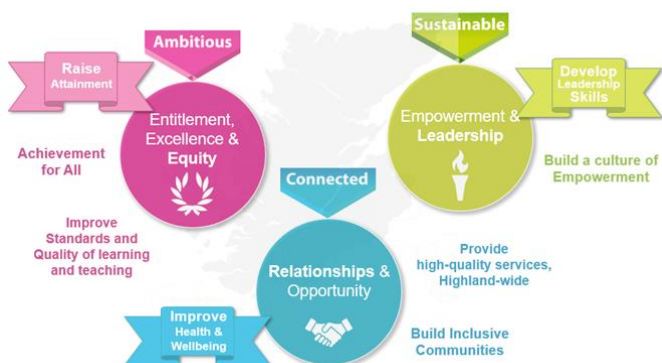 Ambitious
Raise
Attainment
Entitlement,
Excellence &
Equity
Achievement
for All
Improve
Standards and
Quality of learning
and teaching
Sustainable
Empowerment &
Leadership
Develop
Leadership
Skills
Build a culture of
Empowerment
Connected
Relationships &
Opportunity
Improve
Health &
Wellbeing
Provide
high-quality services,
Highland-wide
Build Inclusive
Communities